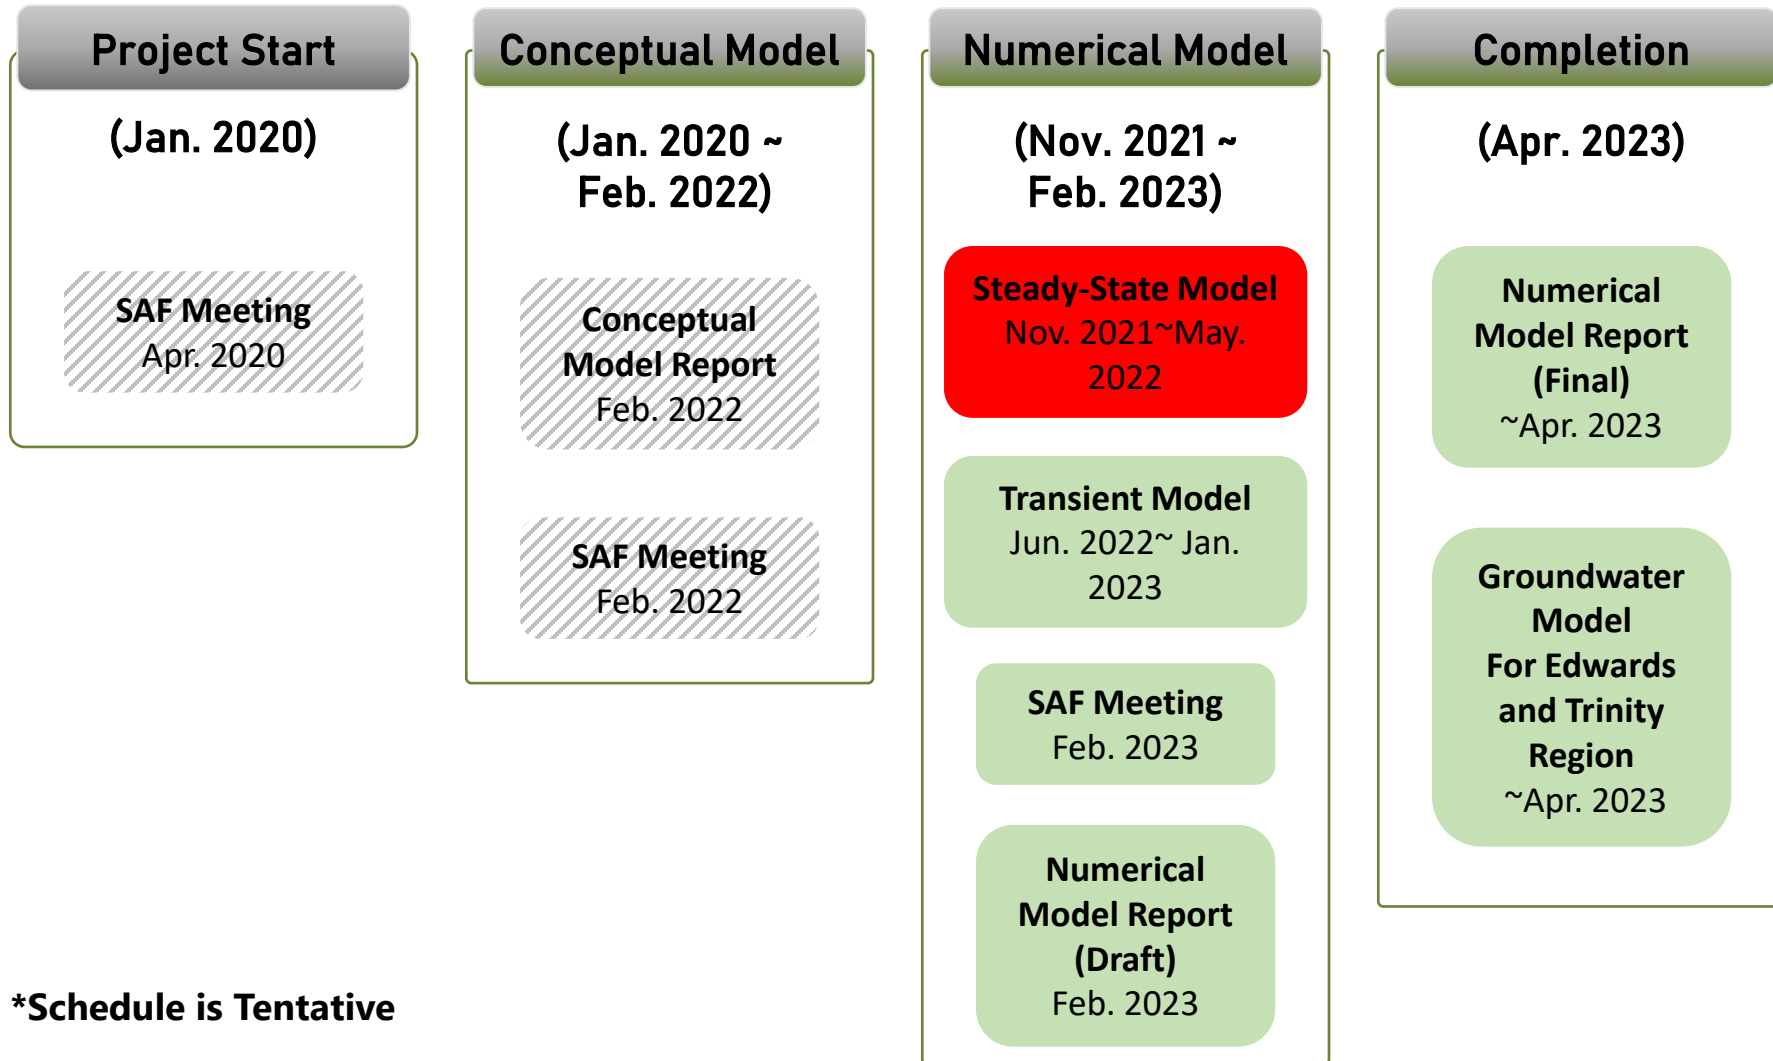 Project Start
(Jan. 2020)
SAF Meeting
Apr. 2020
Conceptual Model
(Jan. 2020 ~
Feb. 2022)
Conceptual
Model Report
Feb. 2022
SAF Meeting
Feb. 2022
Numerical Model
(Nov. 2021 ~
Feb. 2023)
Steady-State Model
Nov. 2021~May.
2022
Transient Model
Jun. 2022~ Jan.
2023
SAF Meeting
Feb. 2023
Numerical
Model Report
(Draft)
Feb. 2023
Completion
(Apr. 2023)
Numerical
Model Report
(Final)
~Apr. 2023
Groundwater
Model
For Edwards
and Trinity
Region
~Apr. 2023
*Schedule is Tentative